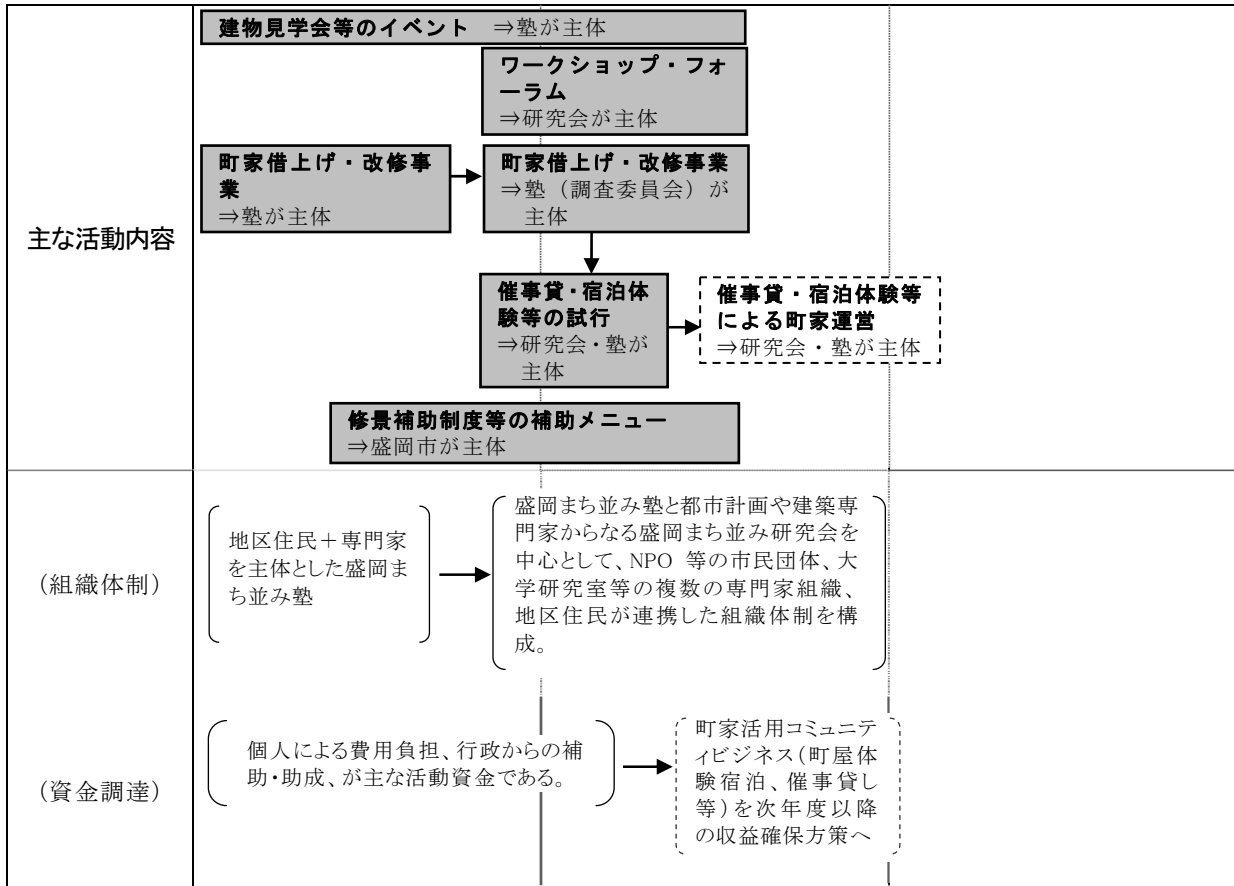 建物見学会等のイベント ⇒塾が主体
ワークショップ・フォ
ーラム
⇒研究会が主体
町家借上げ・改修事
業
⇒塾が主体
町家借上げ・改修事業
⇒塾（調査委員会）が
主体
主な活動内容
催事貸・宿泊体
験等の試行
⇒研究会・塾が
主体
催事貸・宿泊体験等
による町家運営
⇒研究会・塾が主体
修景補助制度等の補助メニュー
⇒盛岡市が主体
（組織体制）
地区住民＋専門家
を主体とした盛岡ま
ち並み塾
盛岡まち並み塾と都市計画や建築専
門家からなる盛岡まち並み研究会を
中心として、NPO 等の市民団体、大
学研究室等の複数の専門家組織、
地区住民が連携した組織体制を構
成。
（資金調達）
個人による費用負担、行政からの補
助・助成、が主な活動資金である。
町家活用コミュニテ
ィビジネス（町屋体
験宿泊、催事貸し
等）を次年度以降
の収益確保方策へ